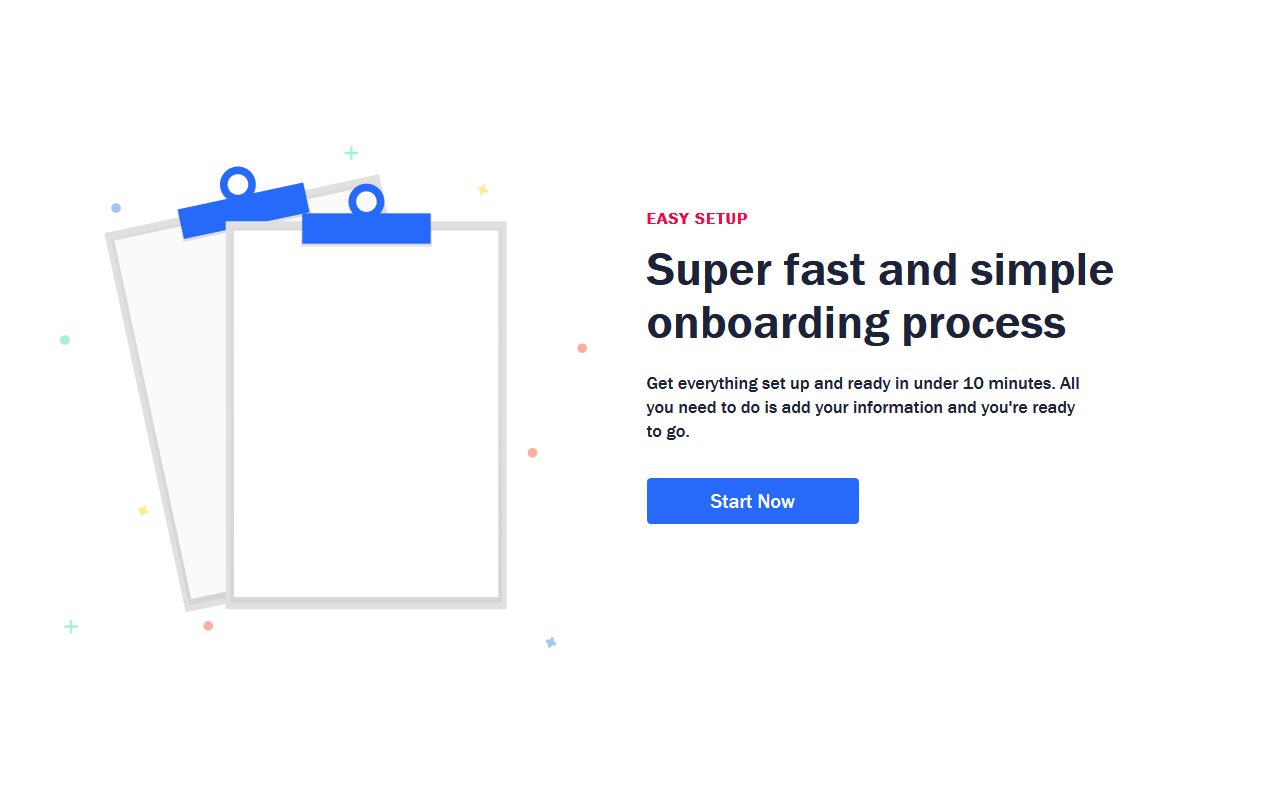 EASY SETUP
Super fast and simple
onboarding process
Get everything set up and ready in under 10 minutes. All
you need to do is add your information and you're ready
to go.
Start Now